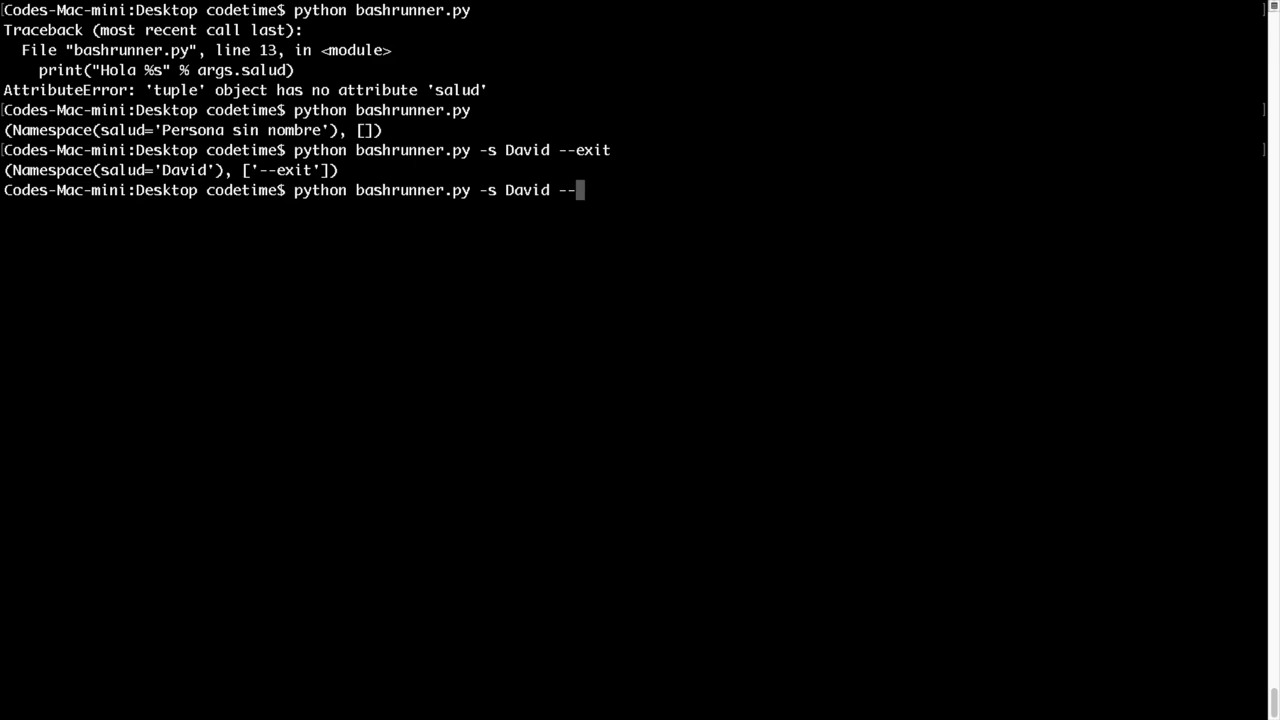 [Codes-Mac-mini:Desktop codetime$ python bashrunner.py ]
Traceback (most recent call last):
  File "bashrunner.py", line 13, in <module>
    print("Hola %s" % args.salud)
AttributeError: 'tuple' object has no attribute 'salud'
[Codes-Mac-mini:Desktop codetime$ python bashrunner.py ]
(Namespace(salud='Persona sin nombre'), [])
[Codes-Mac-mini:Desktop codetime$ python bashrunner.py -s David --exit ]
(Namespace(salud='David'), ['--exit'])
Codes-Mac-mini:Desktop codetime$ python bashrunner.py -s David --